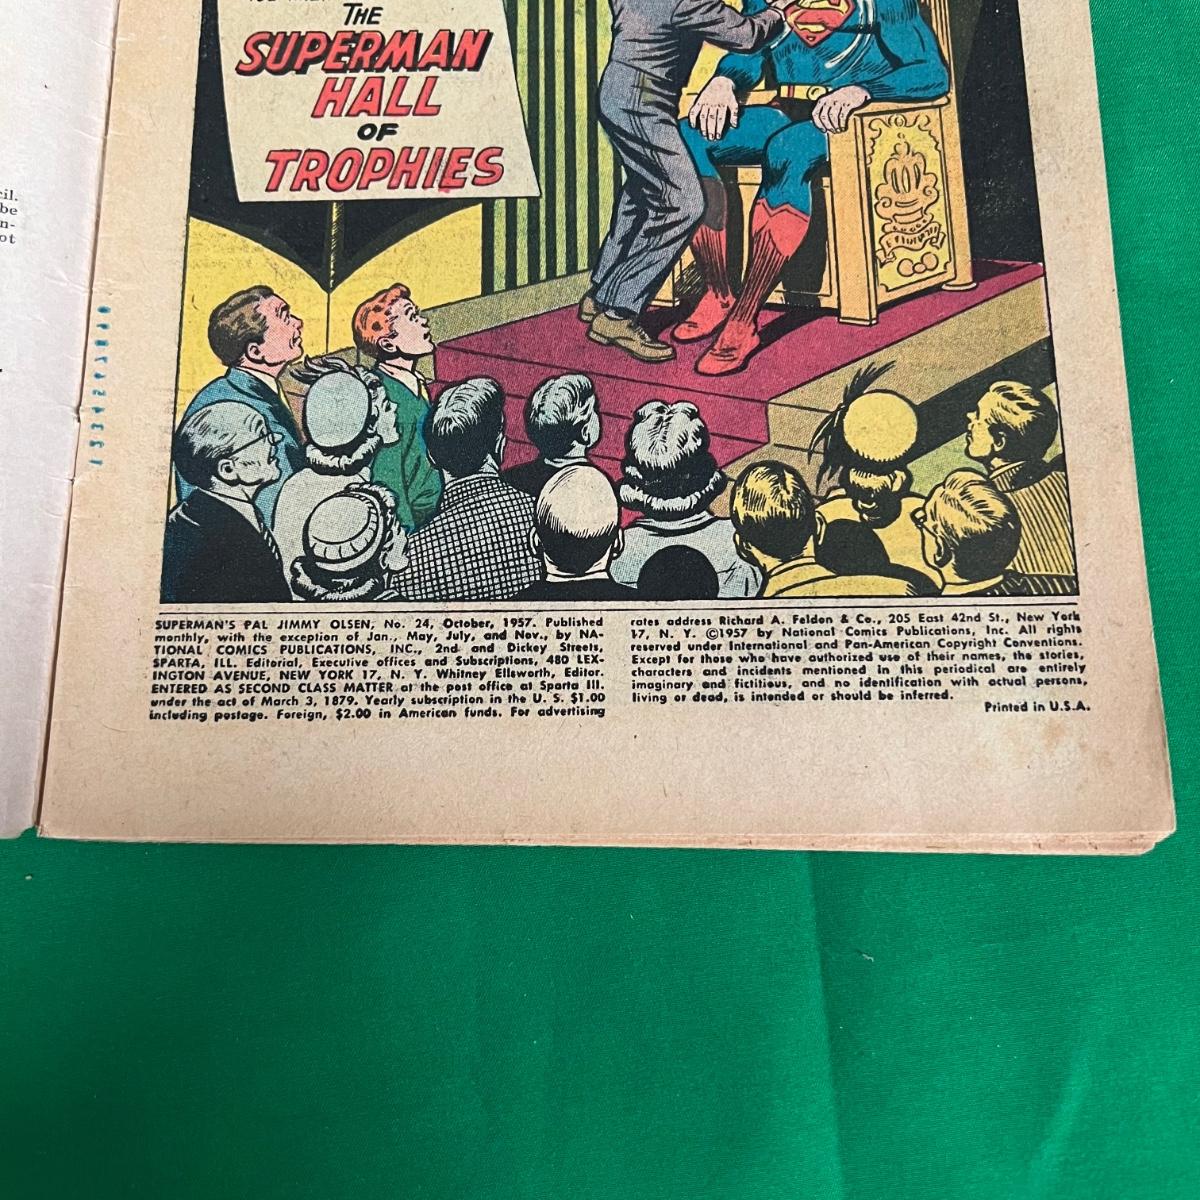 THE
SUPERMAN
HALL
OF
TROPHIES
cil.
be
n-
ot
SUPERMAN'S PAL JIMMY OLSEN, No. 24, October, 1957. Published
monthly, with the exception of Jan., May, July, and Nov., by NA-
TIONAL COMICS PUBLICATIONS, INC., 2nd and Dickey Streets,
SPARTA, ILL. Editorial, Executive offices and Subscriptions, 480 LEX-
INGTON AVENUE, NEW YORK 17, N. Y. Whitney Ellsworth, Editor.
ENTERED AS SECOND CLASS MATTER at the post office at Sparta Ill.
under the act of March 3, 1879. Yearly subscription in the U. S. $1.00
including postage. Foreign, $2.00 in American funds. For advertising
rates address Richard A. Feldon & Co., 205 East 42nd St., New York
17, N. Y. ©1957 by National Comics Publications, Inc. All rights
reserved under International and Pan-American Copyright Conventions.
Except for those who have authorized use of their names, the stories,
characters and incidents mentioned in this periodical are entirely
imaginary and fictitious, and no identification with actual persons,
living or dead, is intended or should be inferred.
Printed in U.S.A.